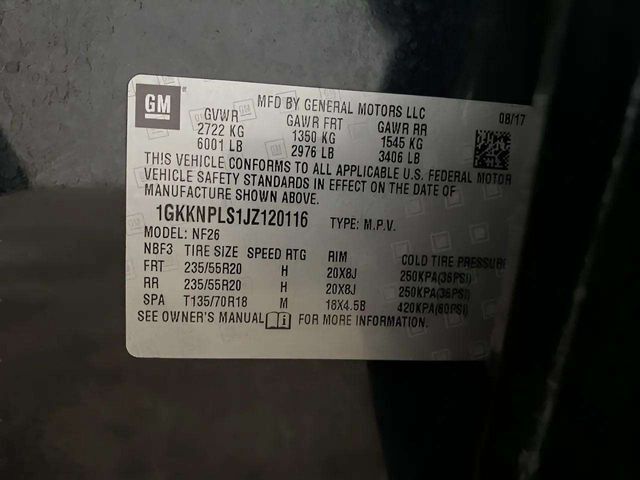 GM
MFD BY GENERAL MOTORS LLC 08/17
GVWR GAWR FRT GAWR RR
2722 KG 1350 KG 1545 KG
6001 LB 2976 LB 3406 LB
THIS VEHICLE CONFORMS TO ALL APPLICABLE U.S. FEDERAL MOTOR
VEHICLE SAFETY STANDARDS IN EFFECT ON THE DATE OF
MANUFACTURE SHOWN ABOVE.
1GKKNPLS1JZ120116 TYPE: M.P.V.
MODEL: NF26
NBF3 TIRE SIZE SPEED RTG RIM COLD TIRE PRESSURE
FRT 235/55R20 H 20X8J 250KPA(36PSI)
RR 235/55R20 H 20X8J 250KPA(36PSI)
SPA T135/70R18 M 18X4.5B 420KPA(60PSI)
SEE OWNER'S MANUAL FOR MORE INFORMATION.